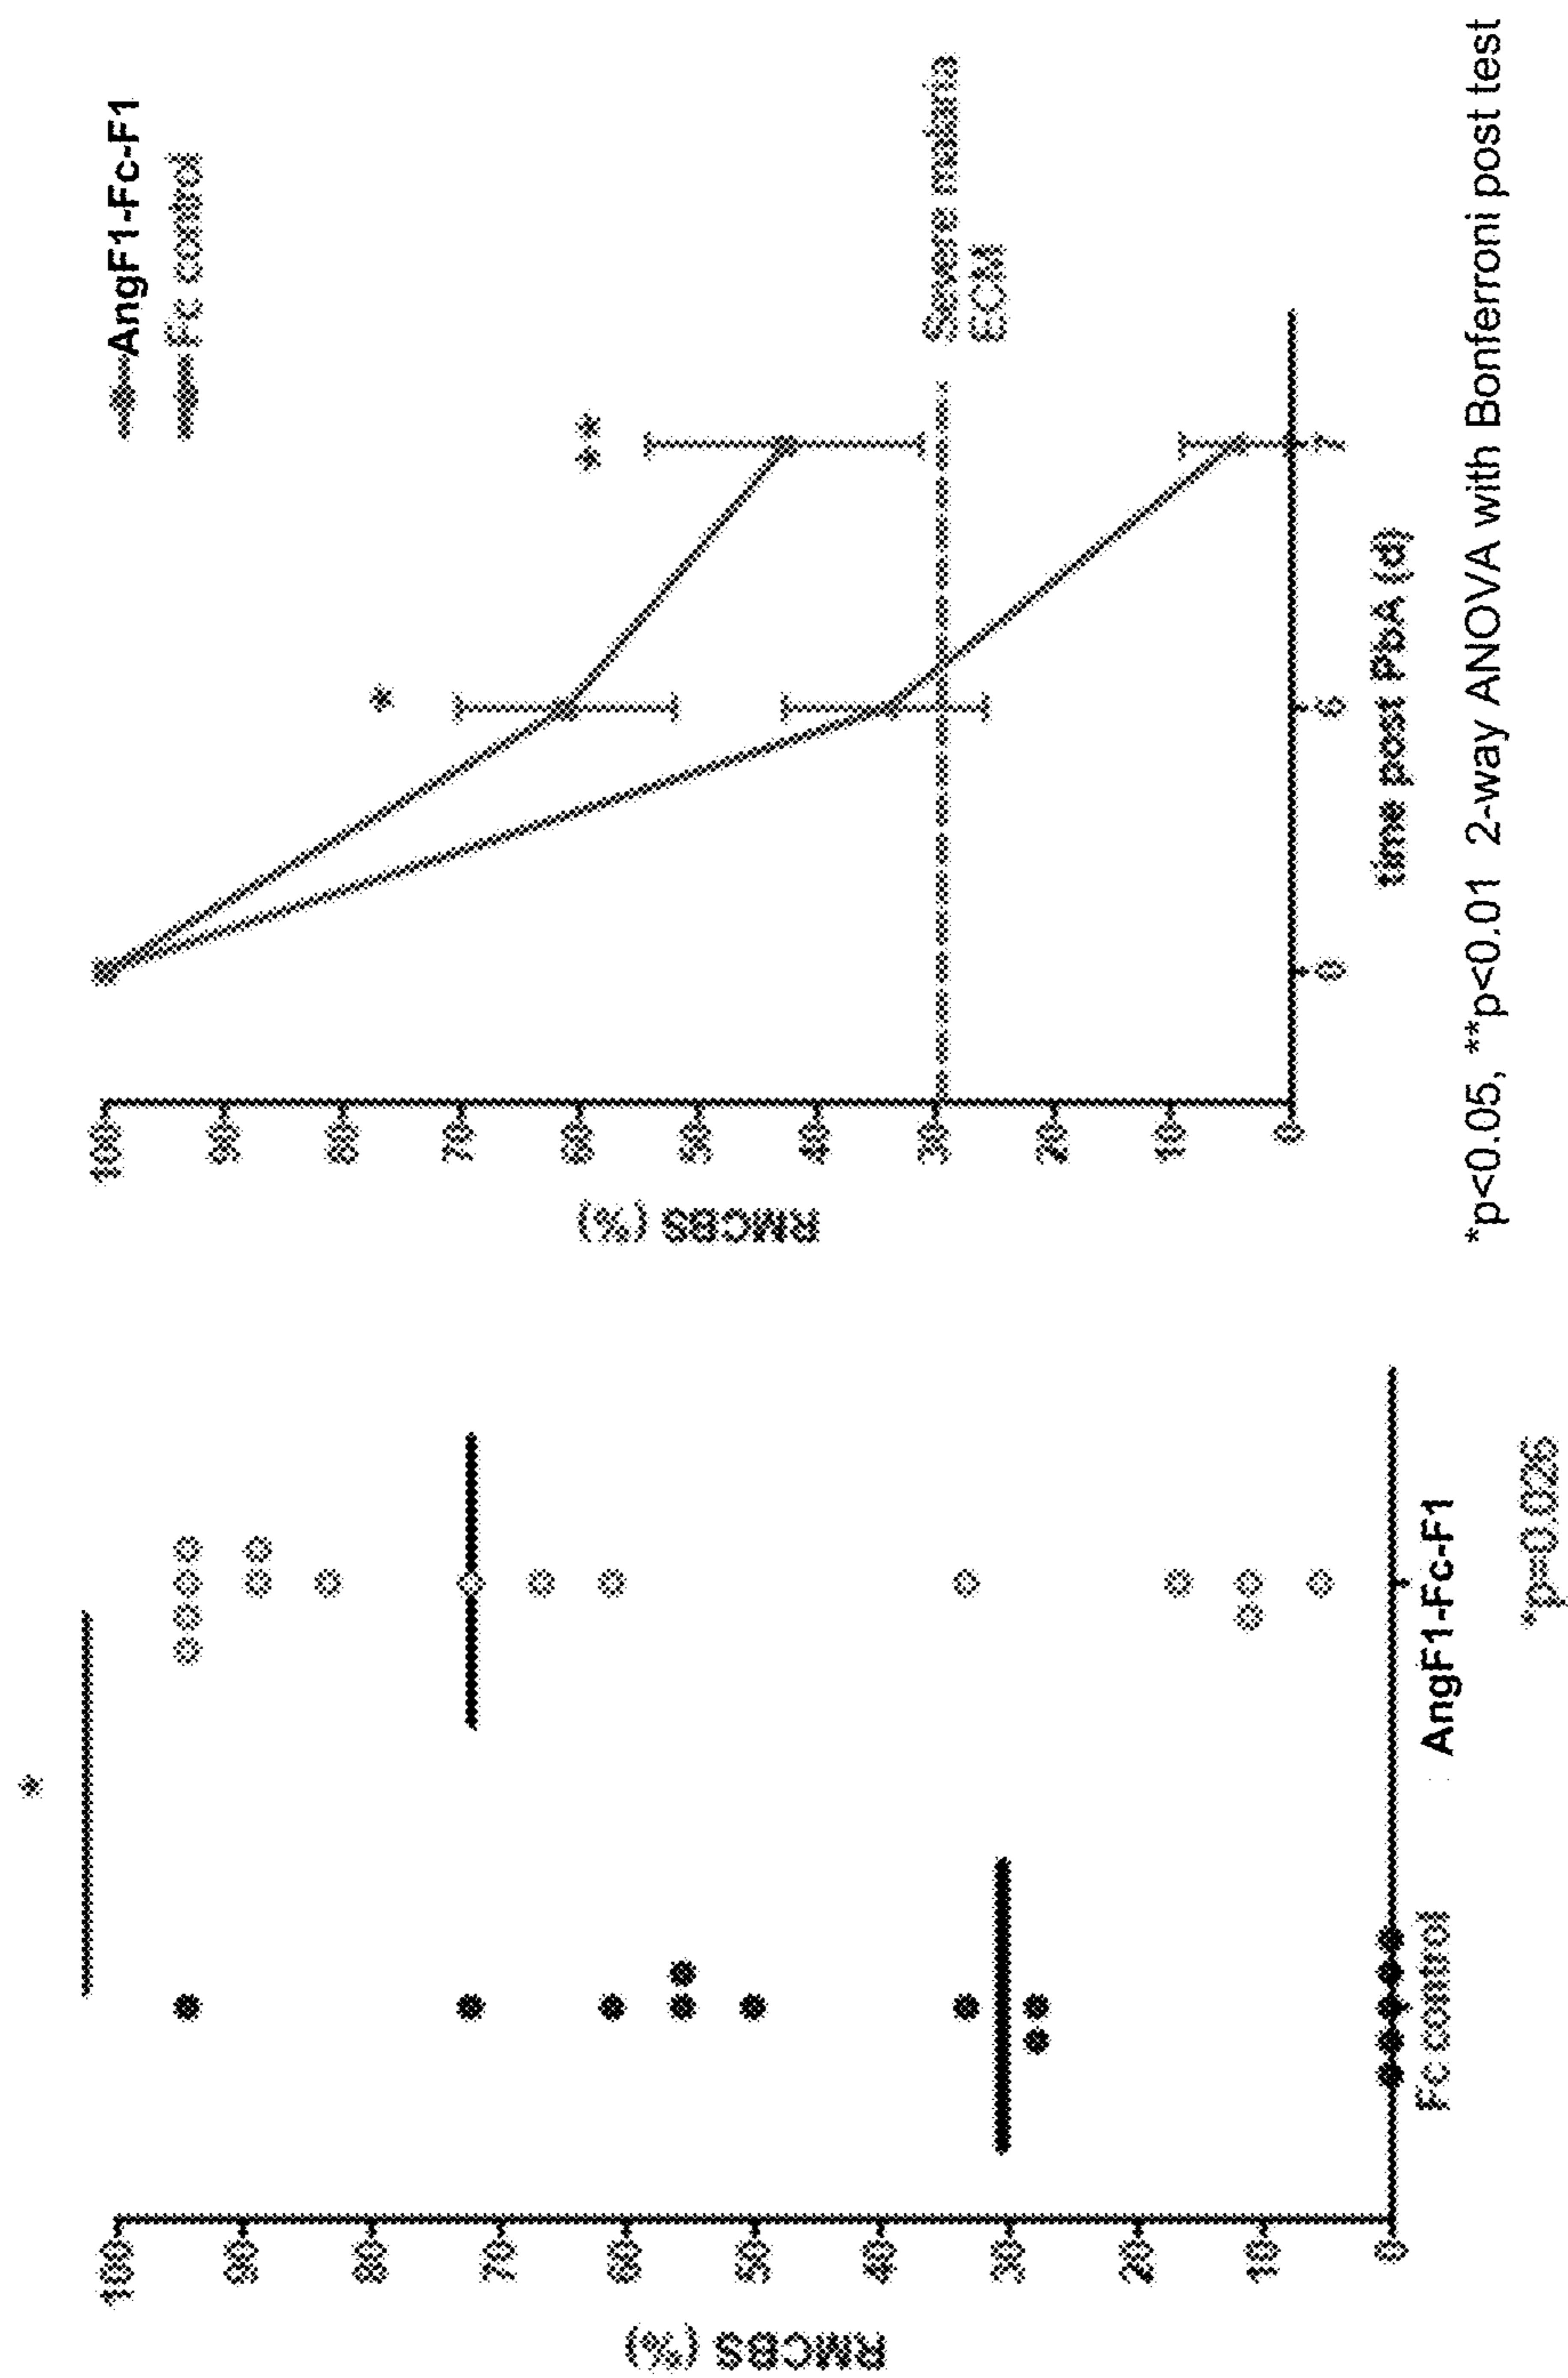 RMCBS (%)
100
90
80
70
60
50
40
30
20
10
0
*
Fc control
AngF1-Fc-F1
*p=0.026
RMCBS (%)
100
90
80
70
60
50
40
30
20
10
0
0
6
7
time post PbA (d)
*
**
AngF1-Fc-F1
Fc control
Severe malaria
ECM
*p<0.05, **p<0.01 2-way ANOVA with Bonferroni post test